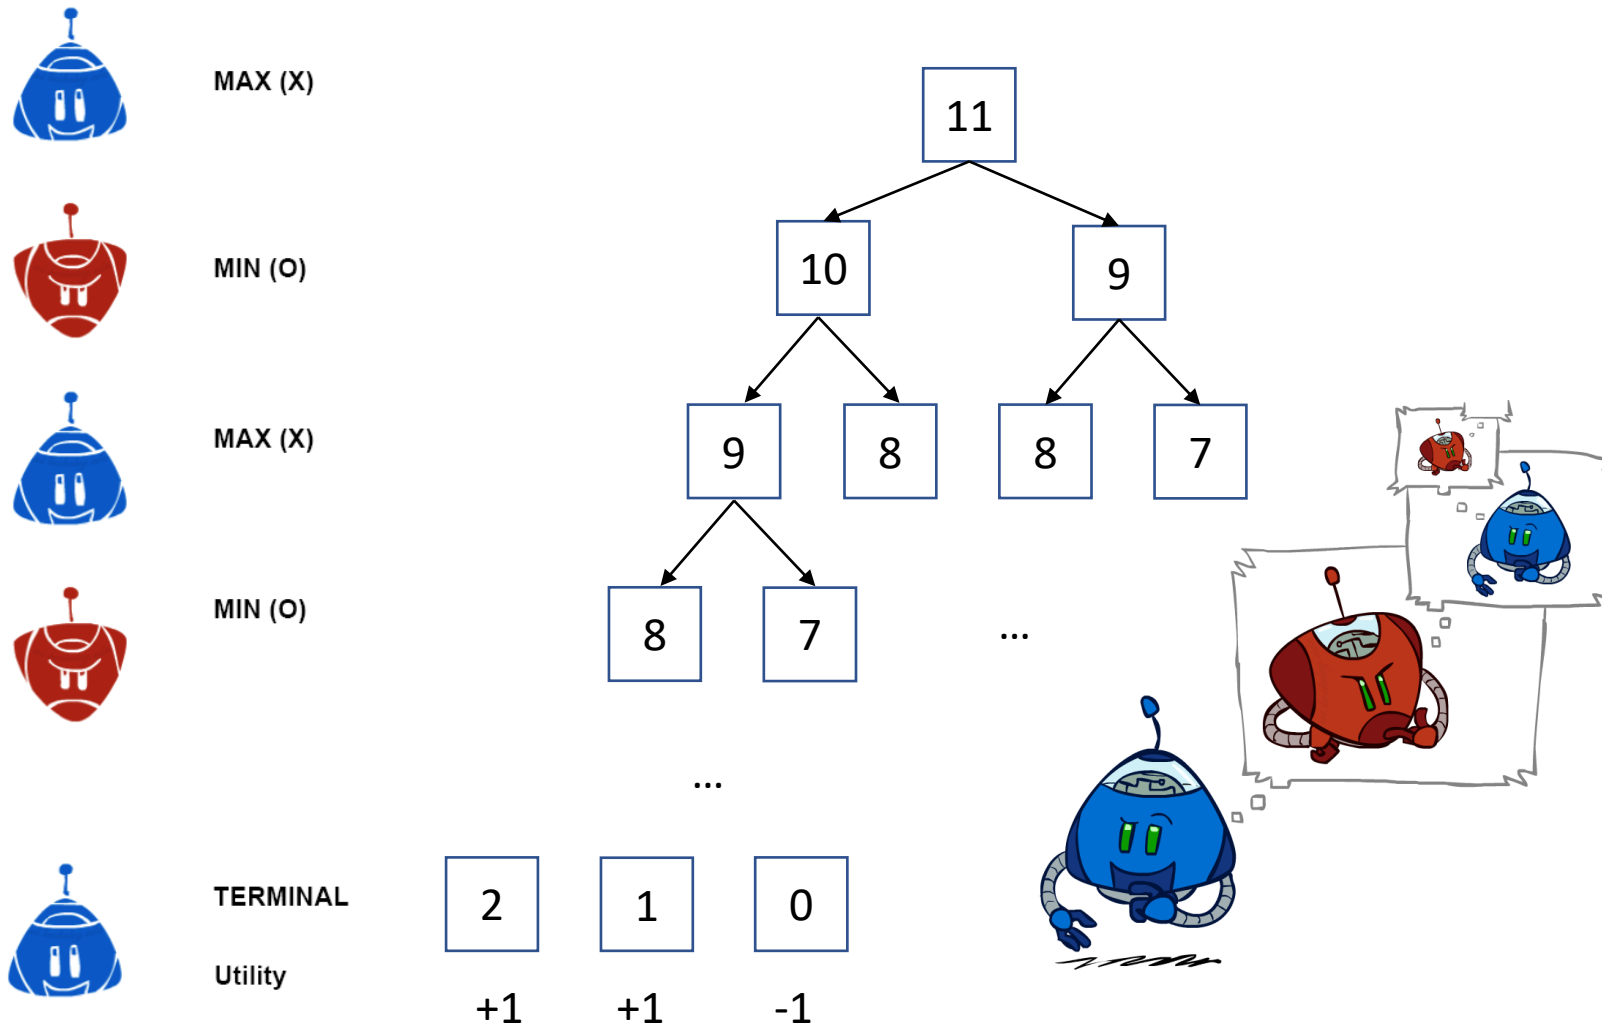 MAX (X)
11
MIN (O)
10
9
MAX (X)
9
8
8
7
MIN (O)
8
7
...
...
TERMINAL
2
1
0
Utility
+1
+1
-1